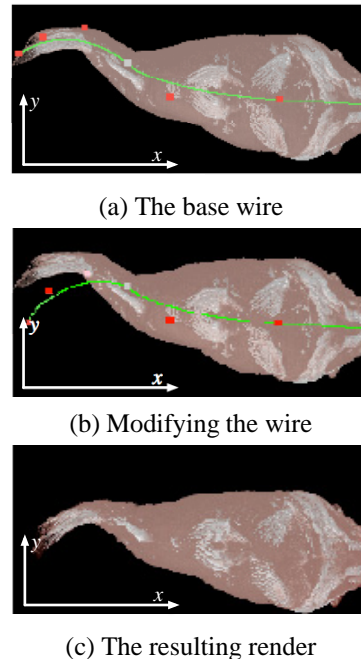 y
x
(a) The base wire
y
x
(b) Modifying the wire
y
x
(c) The resulting render